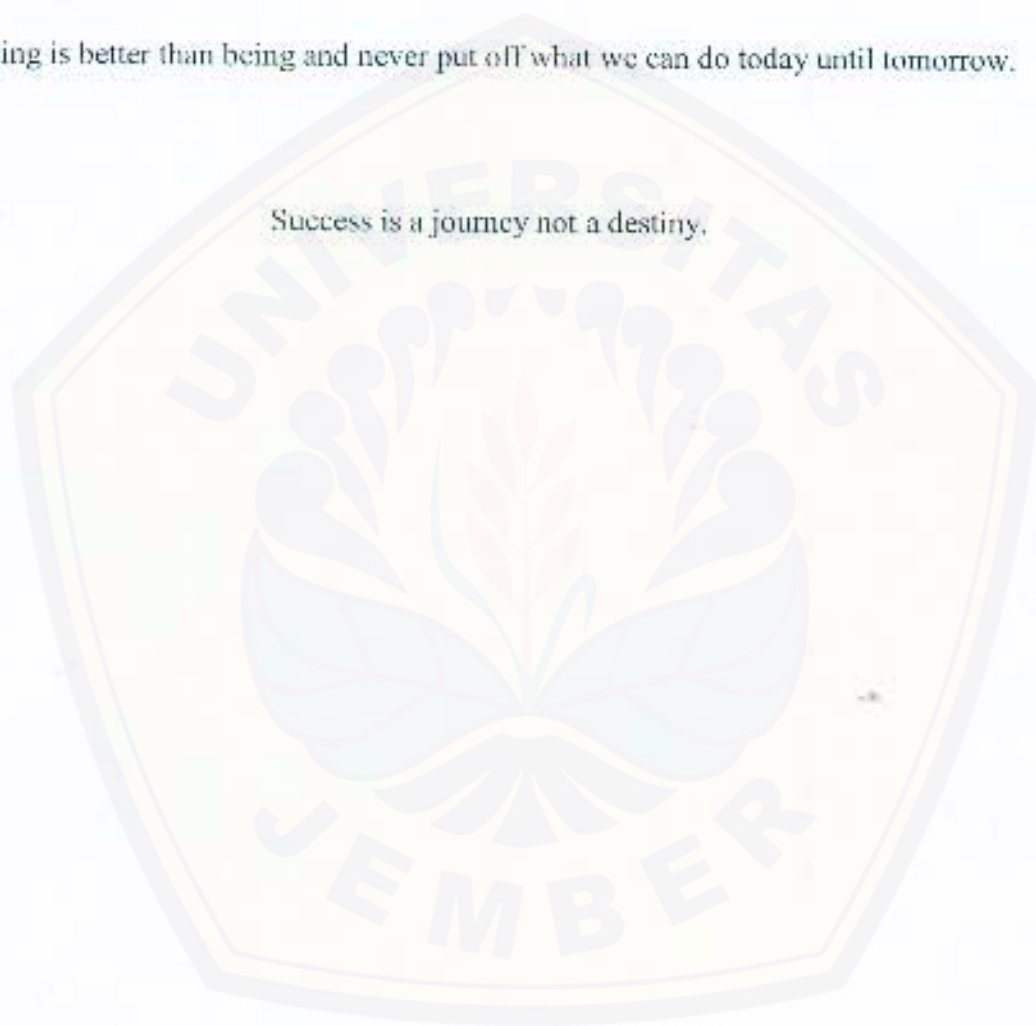 ing is better than being and never put off what we can do today until tomorrow.
Success is a journey not a destiny.
UNIVERSITAS
JEMBER